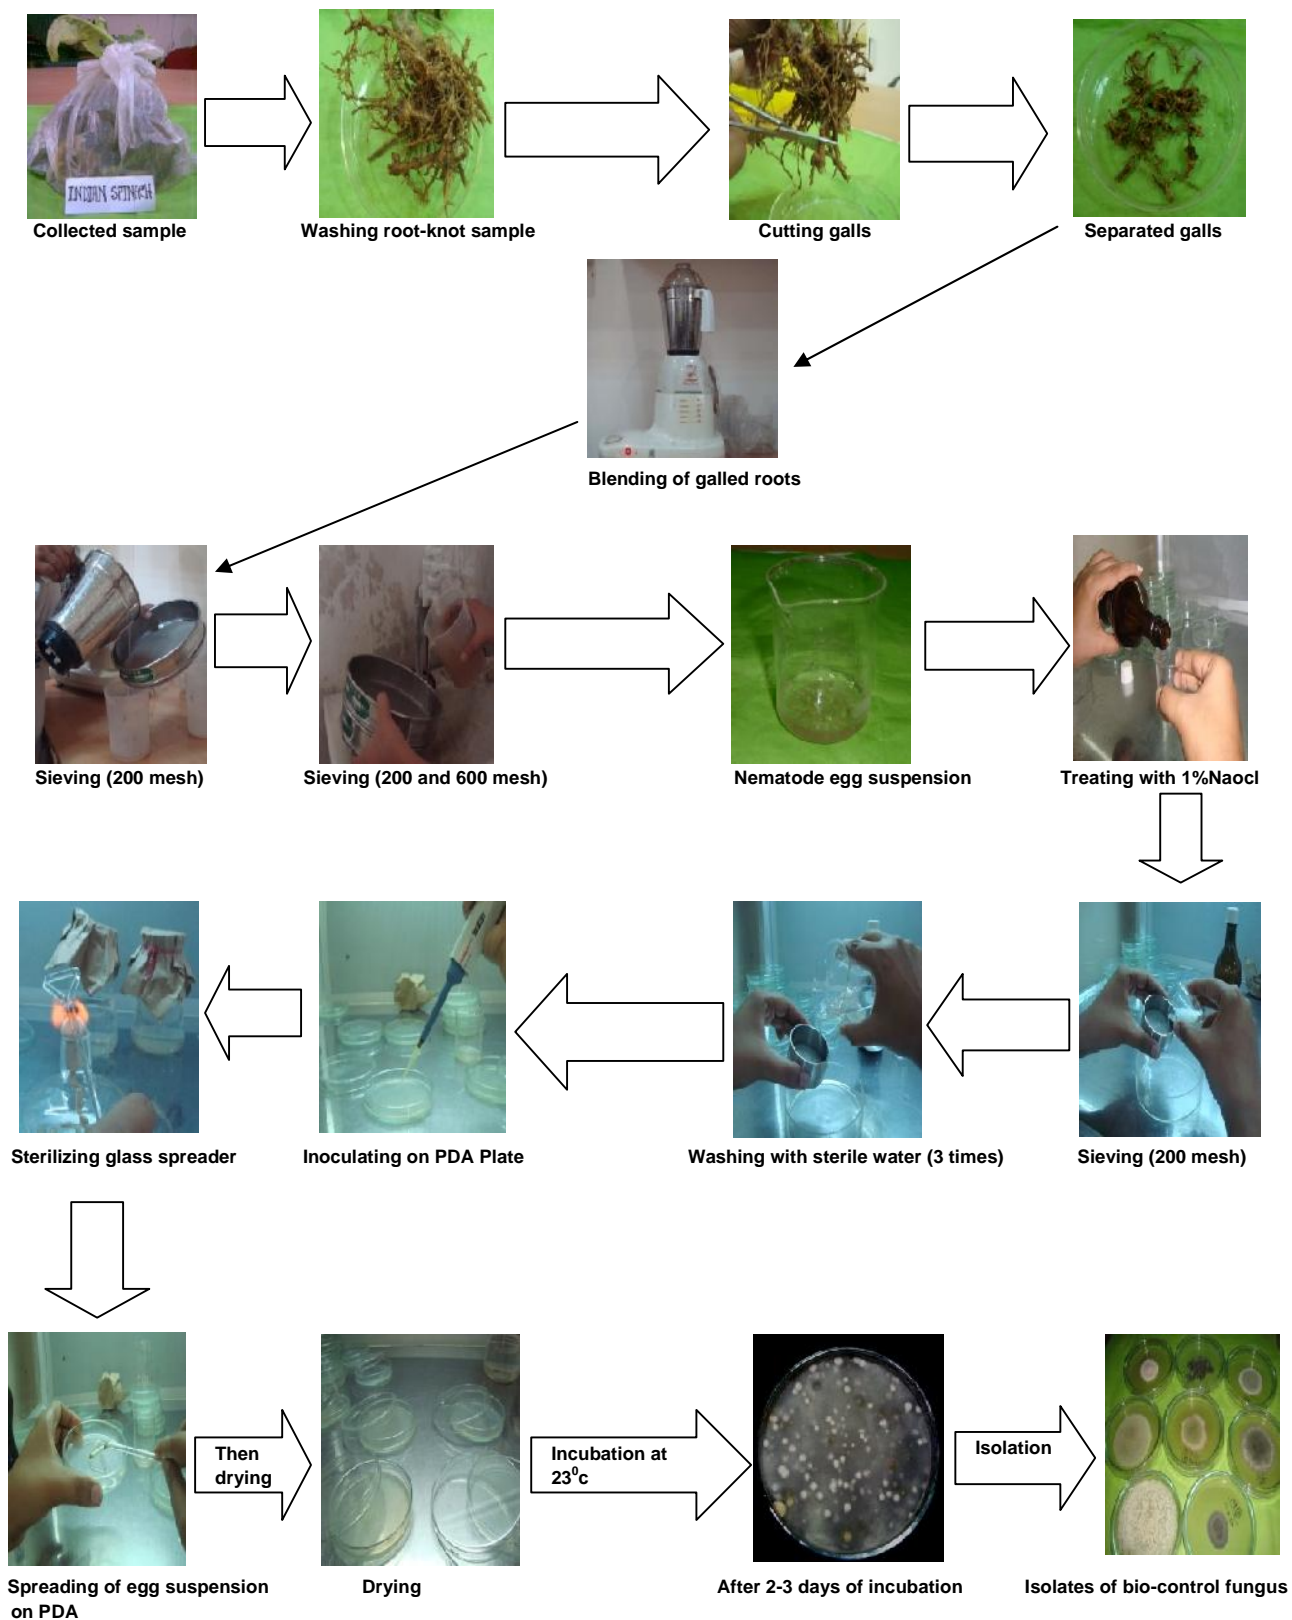 INDIAN SPINACH
Collected sample
Washing root-knot sample
Cutting galls
Separated galls
Blending of galled roots
Sieving (200 mesh)
Sieving (200 and 600 mesh)
Nematode egg suspension
Treating with 1%Naocl
Sterilizing glass spreader
Inoculating on PDA Plate
Washing with sterile water (3 times)
Sieving (200 mesh)
Then
drying
Incubation at
23⁰c
Isolation
Spreading of egg suspension
on PDA
Drying
After 2-3 days of incubation
Isolates of bio-control fungus